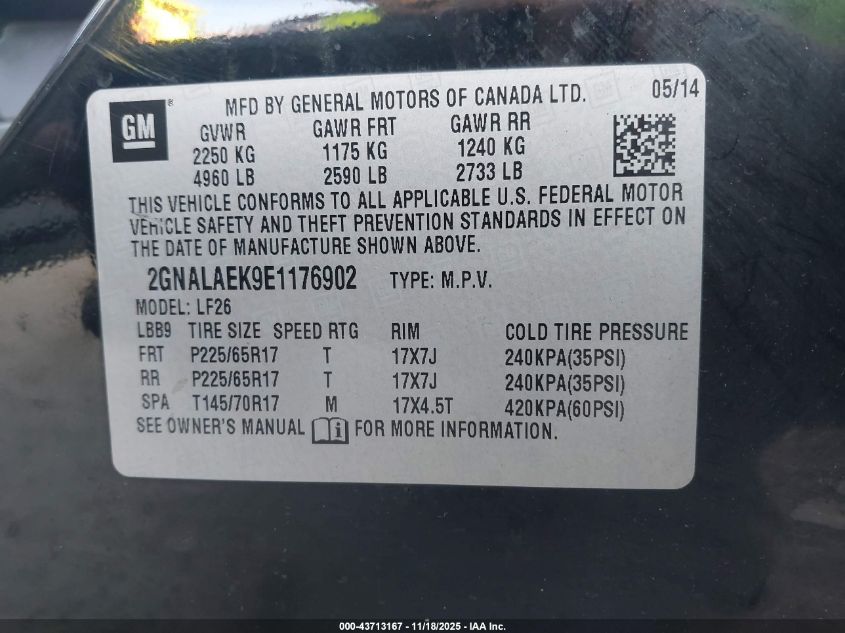 GM®
MFD BY GENERAL MOTORS OF CANADA LTD. 05/14
GVWR GAWR FRT GAWR RR
2250 KG 1175 KG 1240 KG
4960 LB 2590 LB 2733 LB
THIS VEHICLE CONFORMS TO ALL APPLICABLE U.S. FEDERAL MOTOR
VEHICLE SAFETY AND THEFT PREVENTION STANDARDS IN EFFECT ON
THE DATE OF MANUFACTURE SHOWN ABOVE.
2GNALAEK9E1176902 TYPE: M.P.V.
MODEL: LF26
LBB9 TIRE SIZE SPEED RTG RIM COLD TIRE PRESSURE
FRT P225/65R17 T 17X7J 240KPA(35PSI)
RR P225/65R17 T 17X7J 240KPA(35PSI)
SPA T145/70R17 M 17X4.5T 420KPA(60PSI)
SEE OWNER'S MANUAL i FOR MORE INFORMATION.
000-43713167 - 11/18/2025 - IAA Inc.